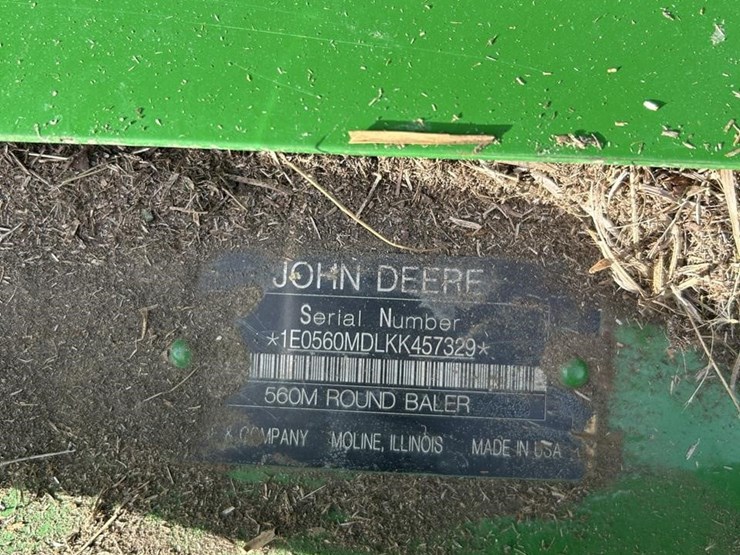 JOHN DEERE
Serial Number
*1E0560MDLKK457329*
560M ROUND BALER
COMPANY MOLINE, ILLINOIS MADE IN USA